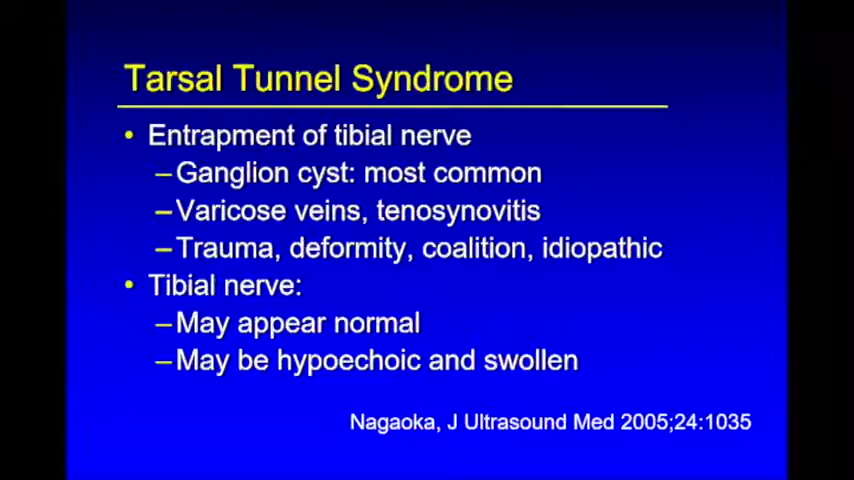 Tarsal Tunnel Syndrome
• Entrapment of tibial nerve
–Ganglion cyst: most common
–Varicose veins, tenosynovitis
–Trauma, deformity, coalition, idiopathic
• Tibial nerve:
–May appear normal
–May be hypoechoic and swollen
Nagaoka, J Ultrasound Med 2005;24:1035